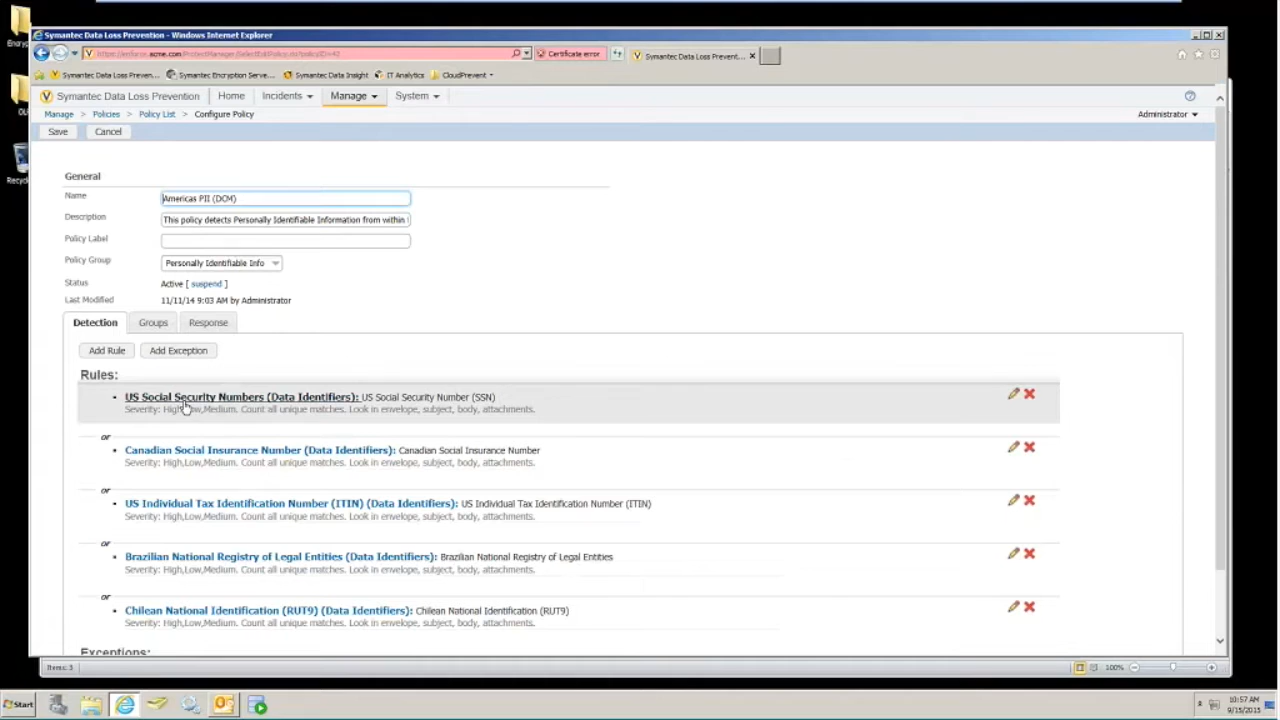 Symantec Data Loss Prevention - Windows Internet Explorer
Certificate error
Symantec Data Loss Prevent...
Symantec Data Loss Preven...
Symantec Encryption Serve...
Symantec Data Insight
IT Analytics
CloudPrevent
Symantec Data Loss Prevention
Home
Incidents
Manage
System
Manage > Policies > Policy List > Configure Policy
Administrator
Save
Cancel
General
Name
Americas PII (DCM)
Description
This policy detects Personally Identifiable Information from within
Policy Label
Policy Group
Personally Identifiable Info
Status
Active [ suspend ]
Last Modified
11/11/14 9:03 AM by Administrator
Detection
Groups
Response
Add Rule
Add Exception
Rules:
US Social Security Numbers (Data Identifiers): US Social Security Number (SSN)
Severity: High,Low,Medium. Count all unique matches. Look in envelope, subject, body, attachments.
or
Canadian Social Insurance Number (Data Identifiers): Canadian Social Insurance Number
Severity: High,Low,Medium. Count all unique matches. Look in envelope, subject, body, attachments.
or
US Individual Tax Identification Number (ITIN) (Data Identifiers): US Individual Tax Identification Number (ITIN)
Severity: High,Low,Medium. Count all unique matches. Look in envelope, subject, body, attachments.
or
Brazilian National Registry of Legal Entities (Data Identifiers): Brazilian National Registry of Legal Entities
Severity: High,Low,Medium. Count all unique matches. Look in envelope, subject, body, attachments.
or
Chilean National Identification (RUT9) (Data Identifiers): Chilean National Identification (RUT9)
Severity: High,Low,Medium. Count all unique matches. Look in envelope, subject, body, attachments.
Exceptions:
Items: 3
100%
Start
10:57 AM
9/15/2015